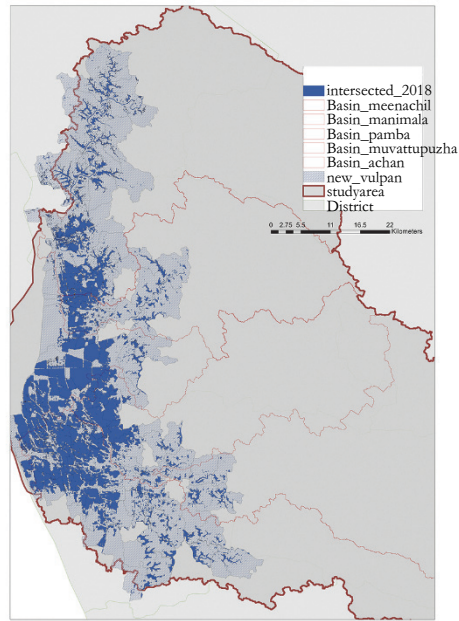 intersected_2018
Basin_meenachil
Basin_manimala
Basin_pamba
Basin_muvattupuzha
Basin_achan
new_vulpan
studyarea
District
0 2.75 5.5 11 16.5 22
Kilometers